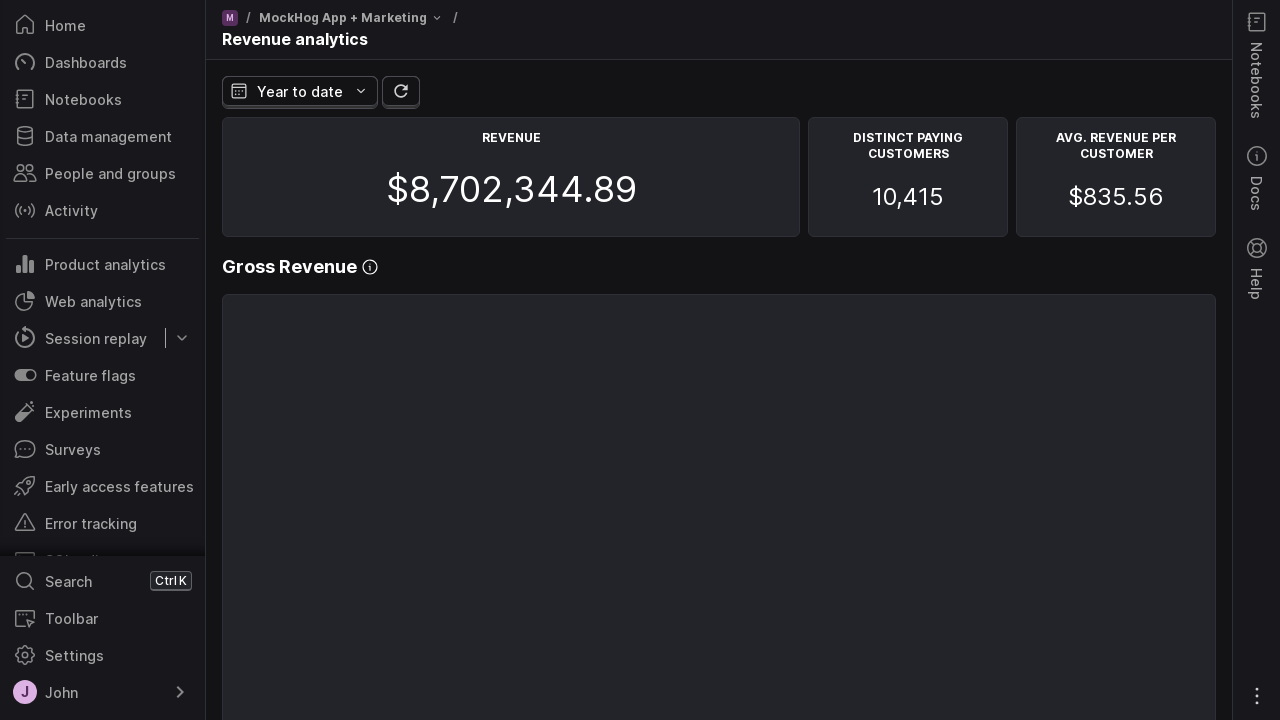 Home
Dashboards
Notebooks
Data management
People and groups
Activity
Product analytics
Web analytics
Session replay
Feature flags
Experiments
Surveys
Early access features
Error tracking
Search Ctrl K
Toolbar
Settings
J John
M / MockHog App + Marketing /
Revenue analytics
Year to date
REVENUE
$8,702,344.89
DISTINCT PAYING
CUSTOMERS
10,415
AVG. REVENUE PER
CUSTOMER
$835.56
Gross Revenue
Notebooks
Docs
Help